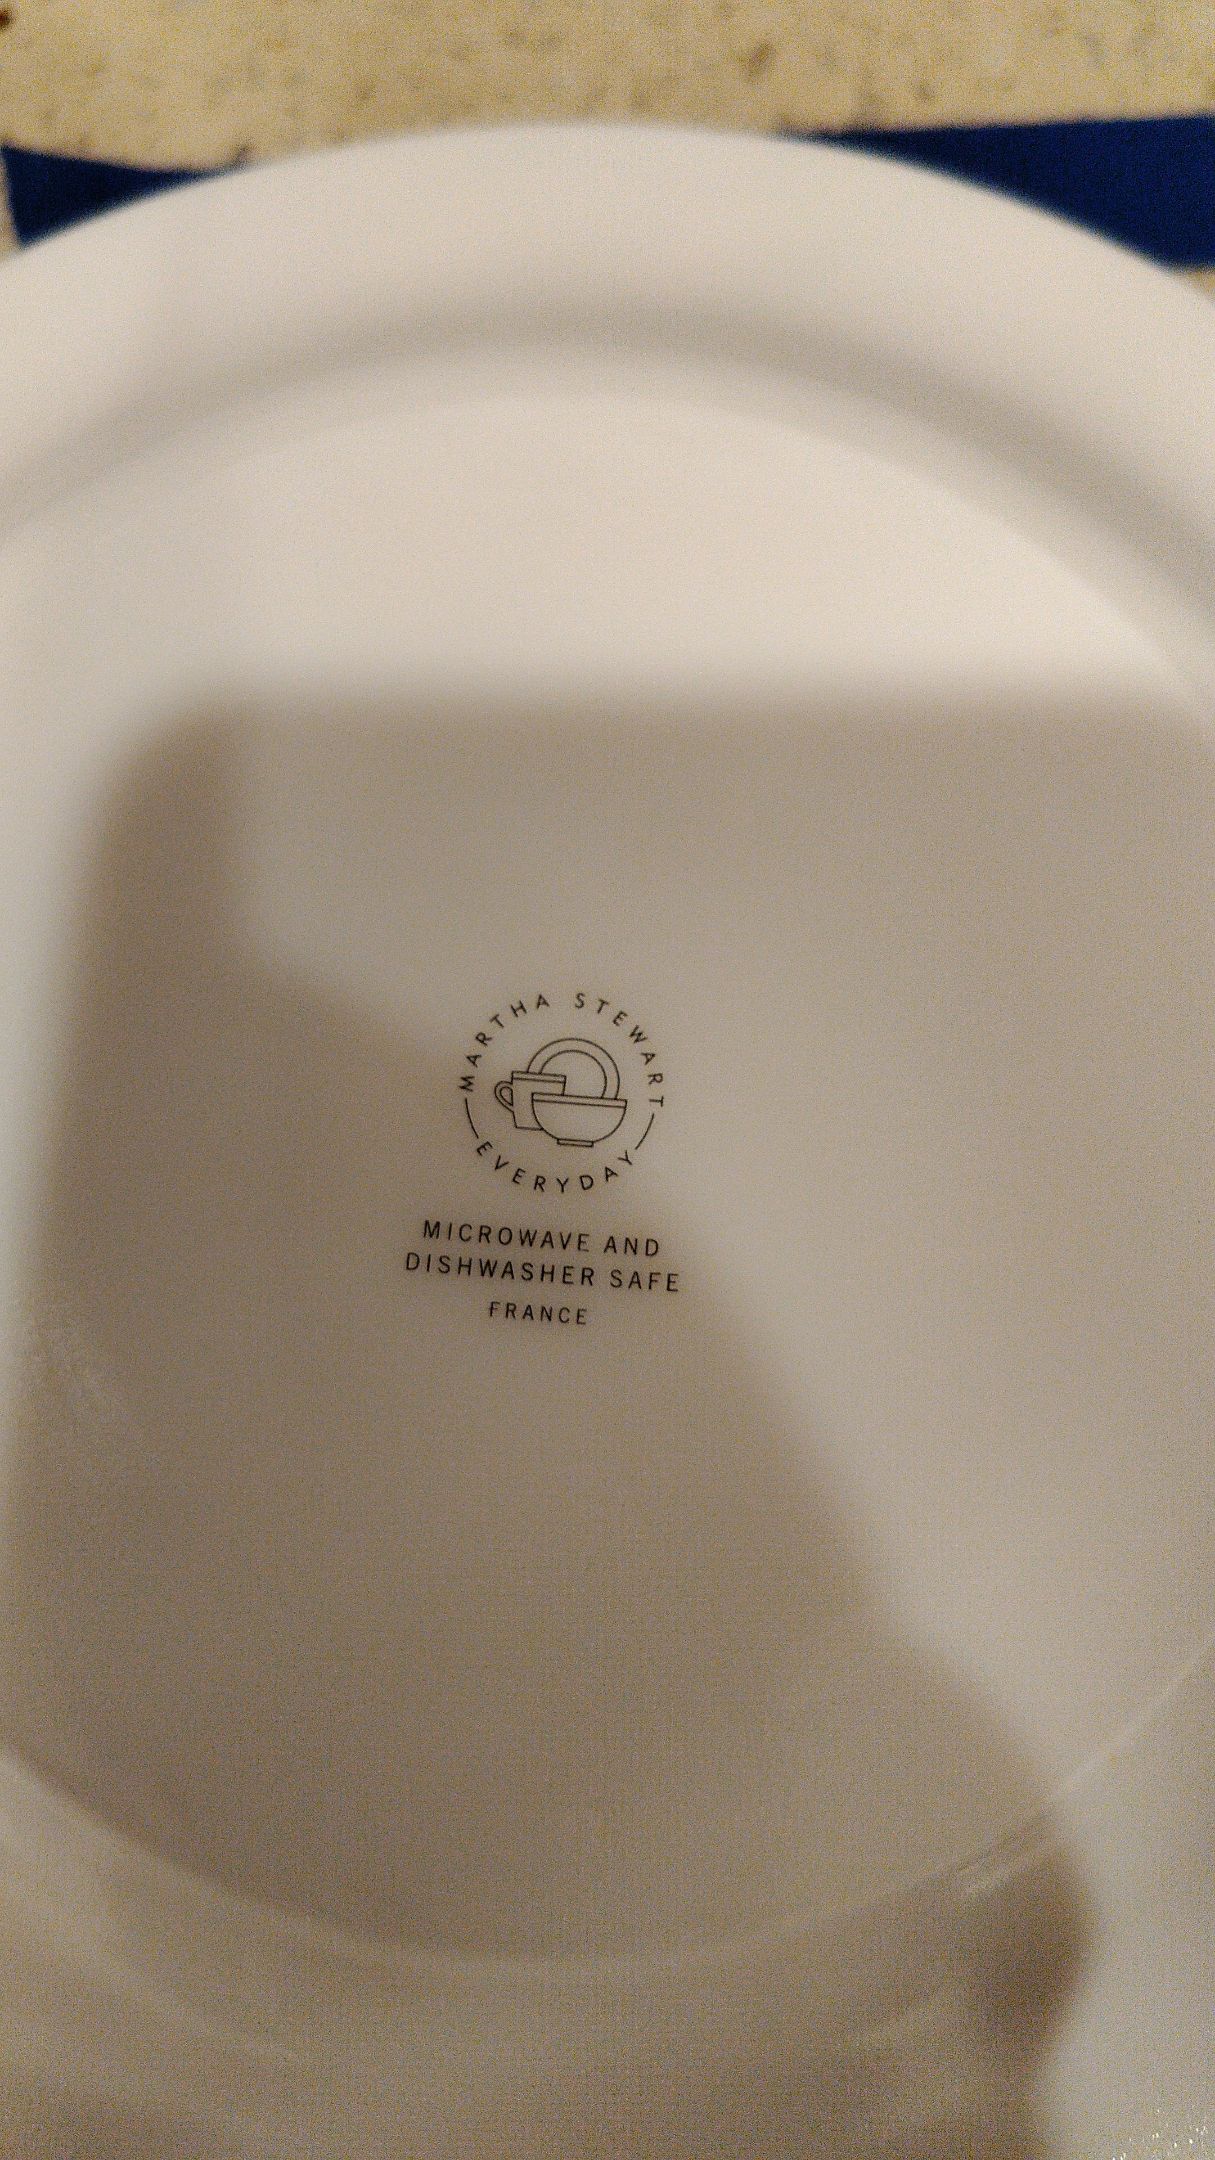 MARTHA STEWART
EVERYDAY
MICROWAVE AND
DISHWASHER SAFE
FRANCE